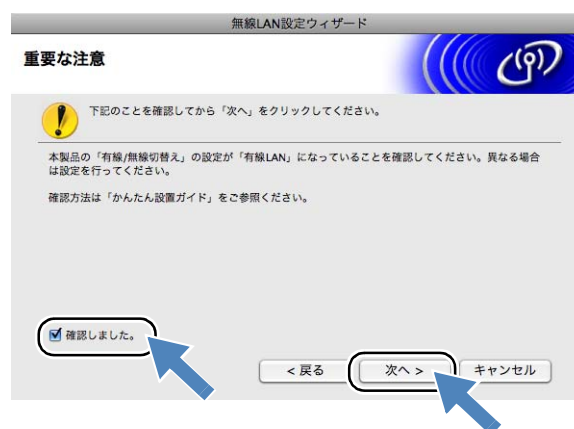 無線LAN設定ウィザード
重要な注意
下記のことを確認してから「次へ」をクリックしてください。
本製品の「有線/無線切替え」の設定が「有線LAN」になっていることを確認してください。異なる場合
は設定を行ってください。
確認方法は「かんたん設置ガイド」をご参照ください。
確認しました。
< 戻る 次へ > キャンセル